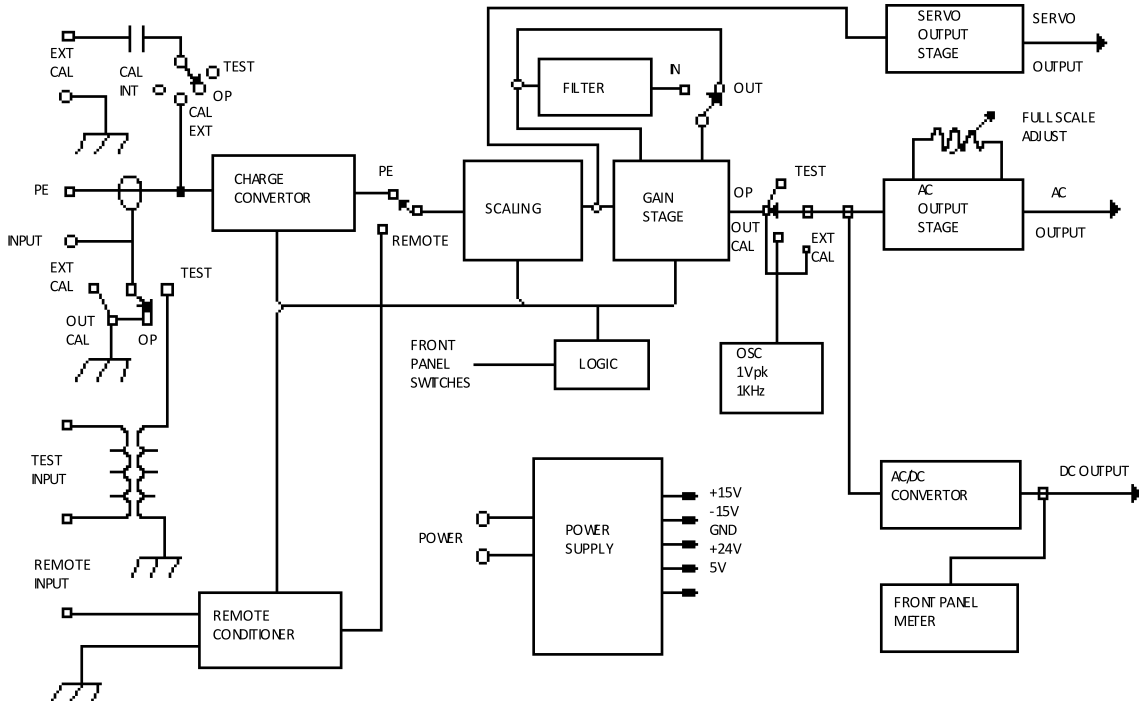 SERVO
OUTPUT
STAGE
SERVO
OUTPUT
EXT
CAL
CAL
INT
TEST
OP
CAL
EXT
FILTER
IN
OUT
FULL SCALE
ADJUST
PE
INPUT
CHARGE
CONVERTOR
PE
REMOTE
SCALING
GAIN
STAGE
OP
OUT
CAL
TEST
EXT
CAL
AC
OUTPUT
STAGE
AC
OUTPUT
EXT
CAL
OUT
CAL
OP
TEST
FRONT
PANEL
SWITCHES
LOGIC
OSC
1Vpk
1KHz
TEST
INPUT
POWER
POWER
SUPPLY
+15V
-15V
GND
+24V
5V
AC/DC
CONVERTOR
DC OUTPUT
REMOTE
INPUT
REMOTE
CONDITIONER
FRONT PANEL
METER